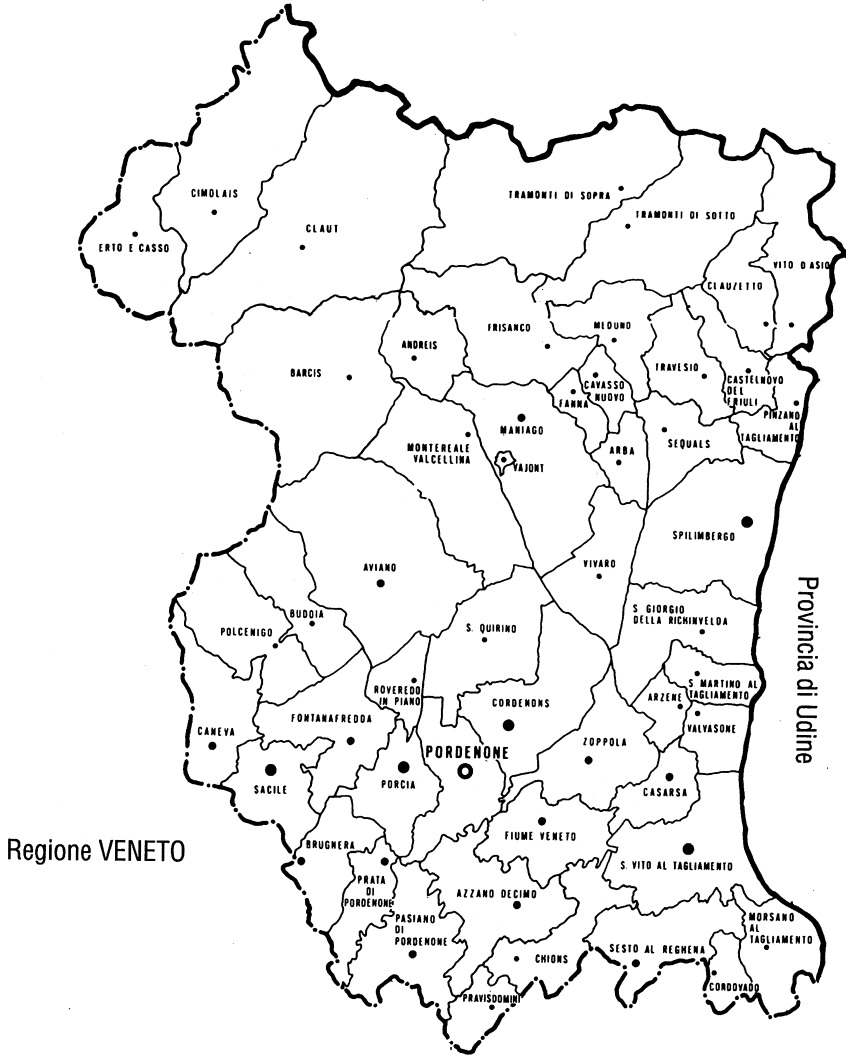 CIMOLAIS
TRAMONTI DI SOPRA
TRAMONTI DI SOTTO
CLAUT
ERTO E CASSO
VITO D'ASIO
CLAUZETTO
FRISANCO
MEDUNO
ANDREIS
BARCIS
TRAVESIO
CASTELNOVO
DEL
FRIULI
CAVASSO
NUOVO
FANNA
PINZANO
AL
TAGLIAMENTO
MANIAGO
SEQUALS
MONTEREALE
VALCELLINA
ARBA
VAJONT
SPILIMBERGO
AVIANO
VIVARO
Provincia di Udine
S GIORGIO
DELLA RICHINVELDA
BUDOIA
POLCENIGO
S. QUIRINO
S MARTINO AL
TAGLIAMENTO
ROVEREDO
IN PIANO
ARZENE
CORDENONS
FONTANAFREDDA
VALVASONE
CANEVA
ZOPPOLA
PORDENONE
PORCIA
SACILE
CASARSA
FIUME VENETO
Regione VENETO
BRUGNERA
S. VITO AL TAGLIAMENTO
PRATA
DI
PORDENONE
AZZANO DECIMO
PASIANO
DI
PORDENONE
MORSANO
AL
TAGLIAMENTO
SESTO AL REGHENA
CHIONS
CORDOVADO
PRAVISDOMINI